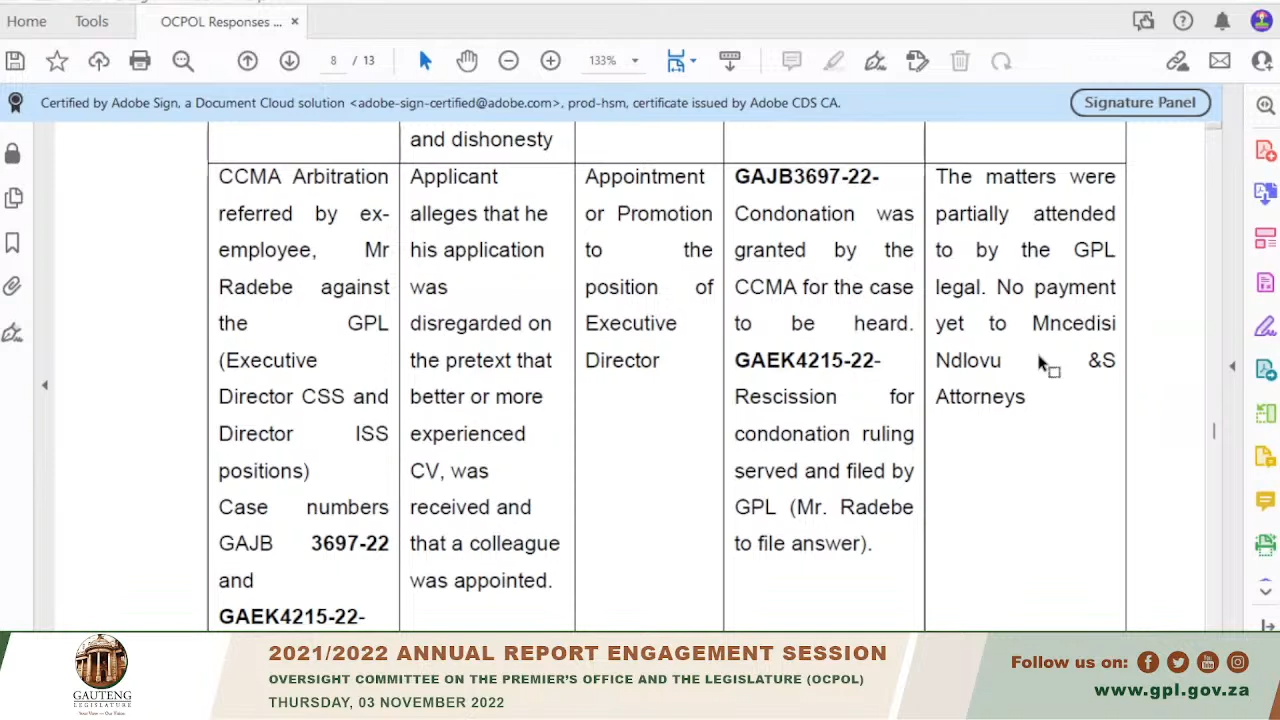 Home
Tools
OCPOL Responses ...
×
8 / 13
133%
Certified by Adobe Sign, a Document Cloud solution <adobe-sign-certified@adobe.com>, prod-hsm, certificate issued by Adobe CDS CA.
Signature Panel
and dishonesty
CCMA Arbitration
referred by ex-
employee, Mr
Radebe against
the GPL
(Executive
Director CSS and
Director ISS
positions)
Case numbers
GAJB 3697-22
and
GAEK4215-22-
Applicant
alleges that he
his application
was
disregarded on
the pretext that
better or more
experienced
CV, was
received and
that a colleague
was appointed.
Appointment
or Promotion
to the
position of
Executive
Director
GAJB3697-22-
Condonation was
granted by the
CCMA for the case
to be heard.
GAEK4215-22-
Rescission for
condonation ruling
served and filed by
GPL (Mr. Radebe
to file answer).
The matters were
partially attended
to by the GPL
legal. No payment
yet to Mncedisi
Ndlovu &S
Attorneys
GAUTENG
LEGISLATURE
Your View — Our Future
2021/2022 ANNUAL REPORT ENGAGEMENT SESSION
OVERSIGHT COMMITTEE ON THE PREMIER'S OFFICE AND THE LEGISLATURE (OCPOL)
THURSDAY, 03 NOVEMBER 2022
Follow us on:
www.gpl.gov.za